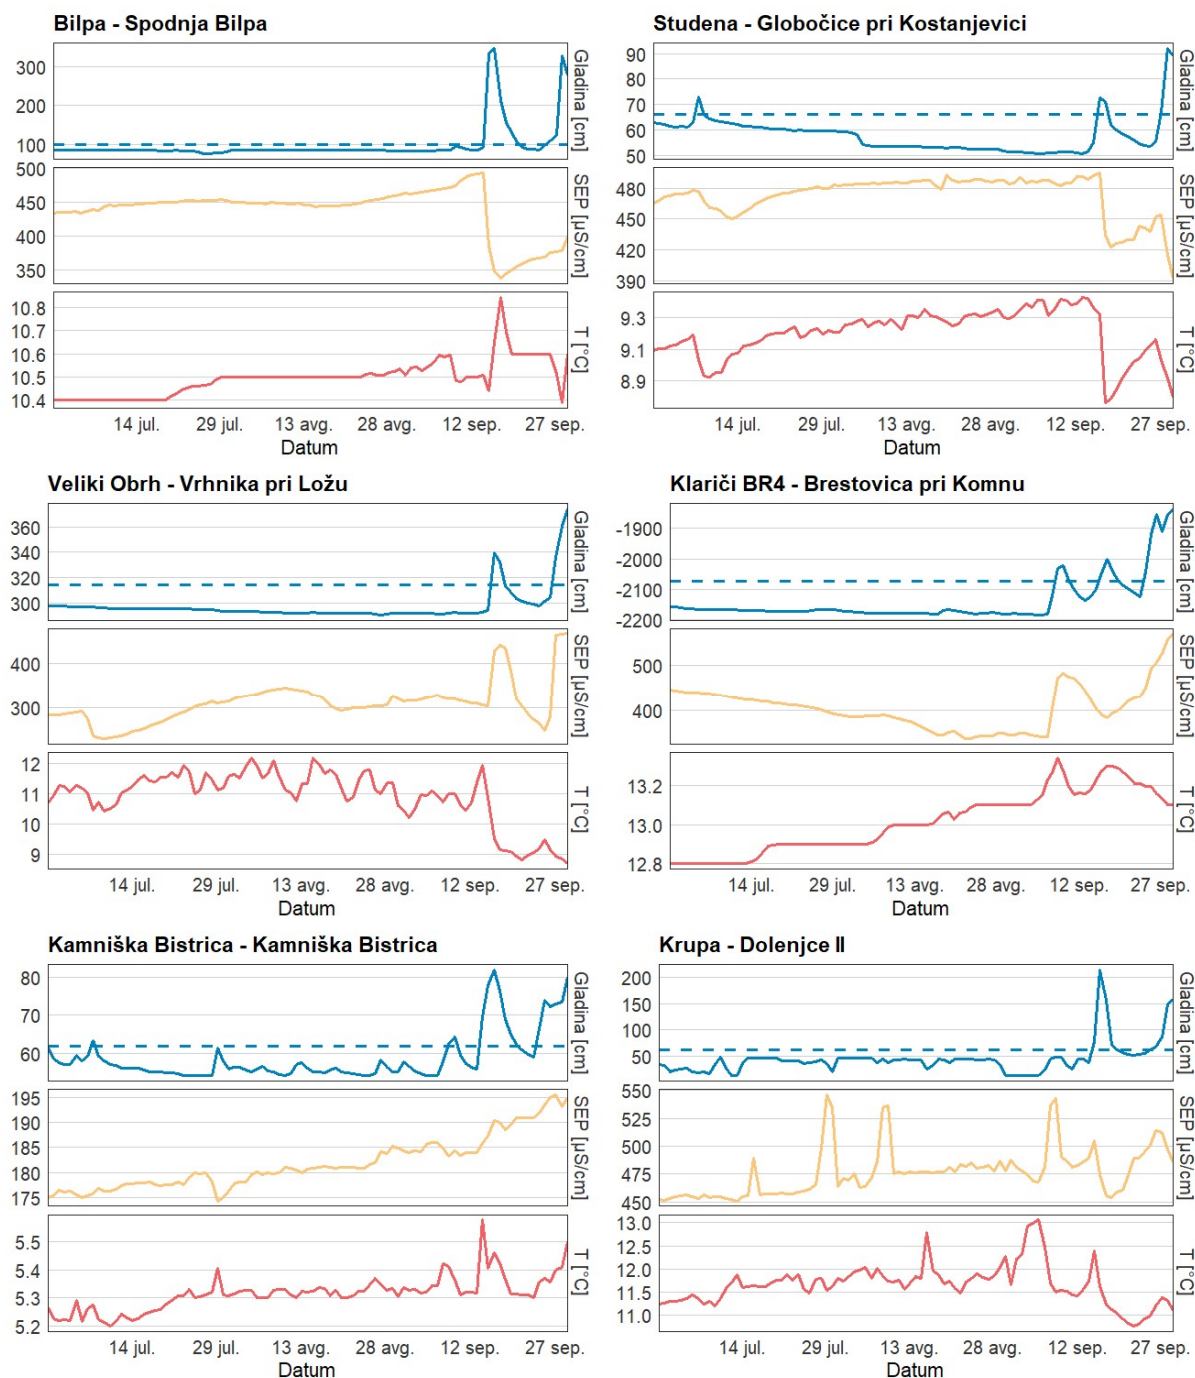 Bilpa - Spodnja Bilpa
300
200
100
Gladina [cm]
500
450
400
350
SEP [µS/cm]
10.8
10.7
10.6
10.5
10.4
T [°C]
14 jul.
29 jul.
13 avg.
28 avg.
12 sep.
27 sep.
Datum
Studena - Globočice pri Kostanjevici
90
80
70
60
50
Gladina [cm]
480
450
420
390
SEP [µS/cm]
9.3
9.1
8.9
T [°C]
14 jul.
29 jul.
13 avg.
28 avg.
12 sep.
27 sep.
Datum
Veliki Obrh - Vrhnika pri Ložu
360
340
320
300
Gladina [cm]
400
300
SEP [µS/cm]
12
11
10
9
T [°C]
14 jul.
29 jul.
13 avg.
28 avg.
12 sep.
27 sep.
Datum
Klariči BR4 - Brestovica pri Komnu
-1900
-2000
-2100
-2200
Gladina [cm]
500
400
SEP [µS/cm]
13.2
13.0
12.8
T [°C]
14 jul.
29 jul.
13 avg.
28 avg.
12 sep.
27 sep.
Datum
Kamniška Bistrica - Kamniška Bistrica
80
70
60
Gladina [cm]
195
190
185
180
175
SEP [µS/cm]
5.5
5.4
5.3
5.2
T [°C]
14 jul.
29 jul.
13 avg.
28 avg.
12 sep.
27 sep.
Datum
Krupa - Dolenjce II
200
150
100
50
Gladina [cm]
550
525
500
475
450
SEP [µS/cm]
13.0
12.5
12.0
11.5
11.0
T [°C]
14 jul.
29 jul.
13 avg.
28 avg.
12 sep.
27 sep.
Datum